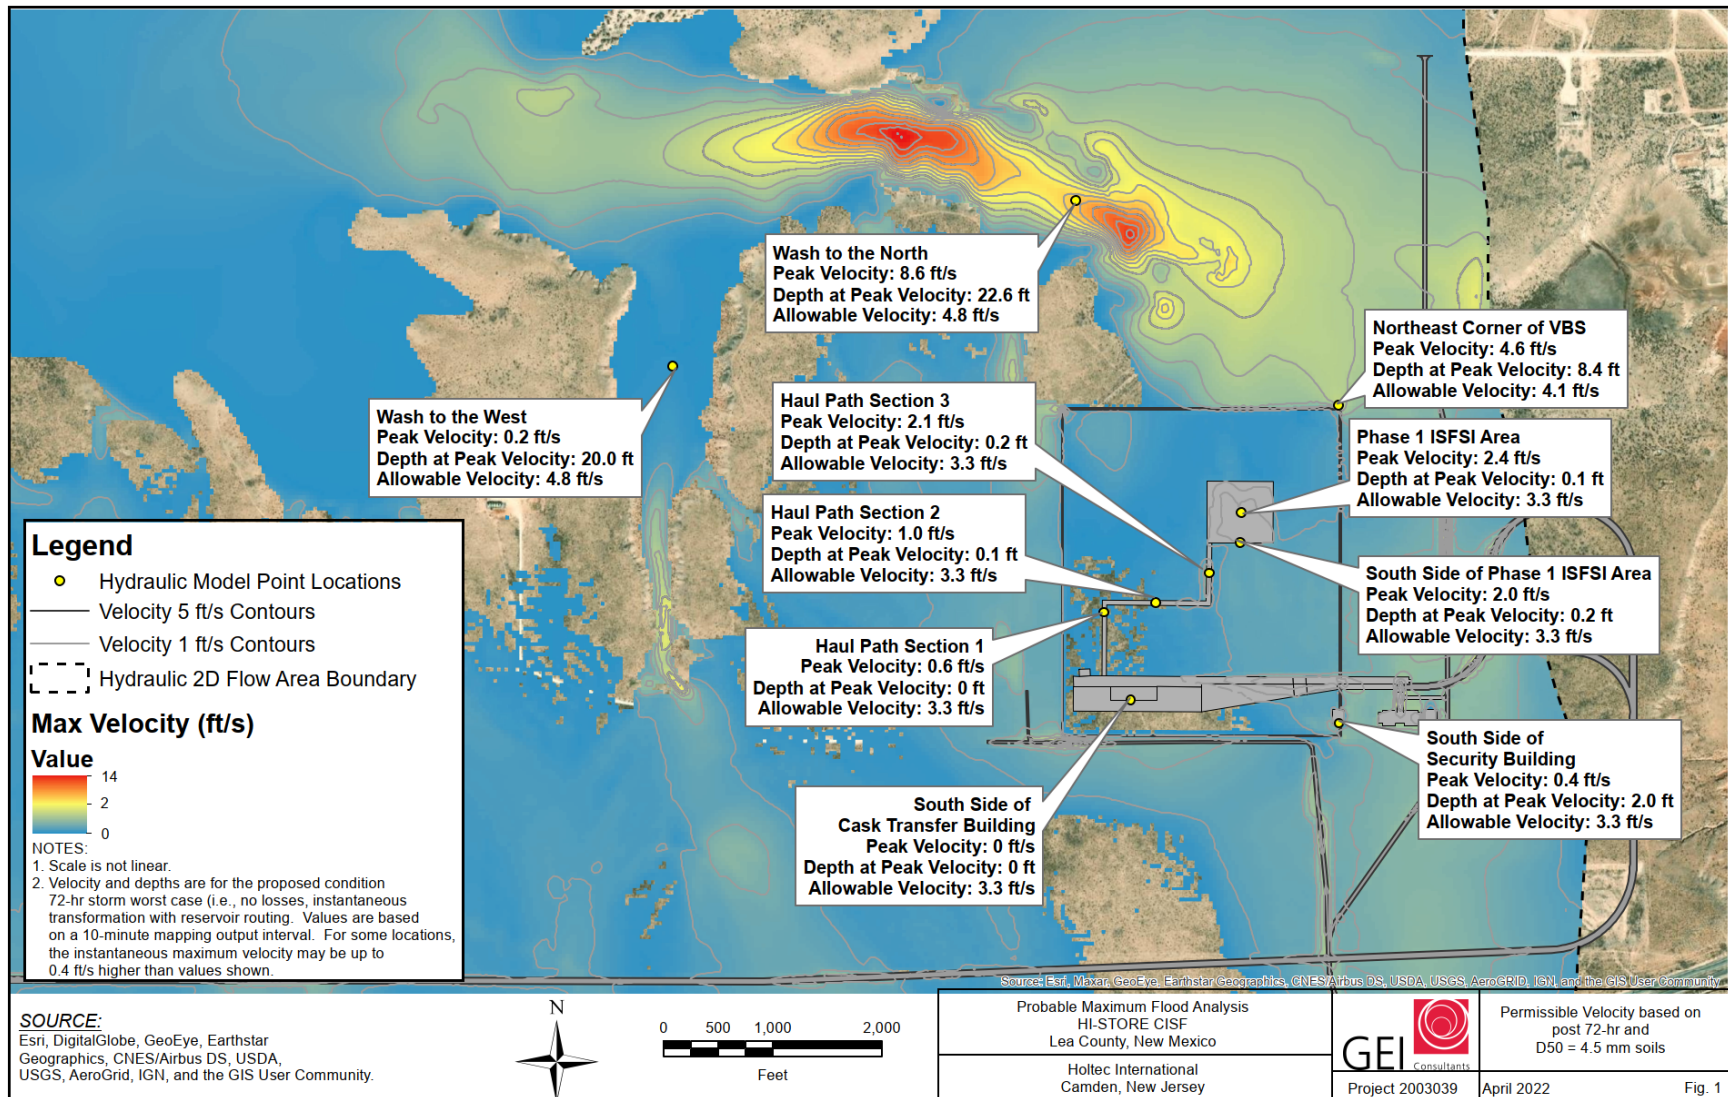 Wash to the North
Peak Velocity: 8.6 ft/s
Depth at Peak Velocity: 22.6 ft
Allowable Velocity: 4.8 ft/s
Northeast Corner of VBS
Peak Velocity: 4.6 ft/s
Depth at Peak Velocity: 8.4 ft
Allowable Velocity: 4.1 ft/s
Wash to the West
Peak Velocity: 0.2 ft/s
Depth at Peak Velocity: 20.0 ft
Allowable Velocity: 4.8 ft/s
Haul Path Section 3
Peak Velocity: 2.1 ft/s
Depth at Peak Velocity: 0.2 ft
Allowable Velocity: 3.3 ft/s
Phase 1 ISFSI Area
Peak Velocity: 2.4 ft/s
Depth at Peak Velocity: 0.1 ft
Allowable Velocity: 3.3 ft/s
Haul Path Section 2
Peak Velocity: 1.0 ft/s
Depth at Peak Velocity: 0.1 ft
Allowable Velocity: 3.3 ft/s
South Side of Phase 1 ISFSI Area
Peak Velocity: 2.0 ft/s
Depth at Peak Velocity: 0.2 ft
Allowable Velocity: 3.3 ft/s
Haul Path Section 1
Peak Velocity: 0.6 ft/s
Depth at Peak Velocity: 0 ft
Allowable Velocity: 3.3 ft/s
South Side of
Security Building
Peak Velocity: 0.4 ft/s
Depth at Peak Velocity: 2.0 ft
Allowable Velocity: 3.3 ft/s
South Side of
Cask Transfer Building
Peak Velocity: 0 ft/s
Depth at Peak Velocity: 0 ft
Allowable Velocity: 3.3 ft/s
Legend
Hydraulic Model Point Locations
Velocity 5 ft/s Contours
Velocity 1 ft/s Contours
Hydraulic 2D Flow Area Boundary
Max Velocity (ft/s)
Value
14
2
0
NOTES:
1. Scale is not linear.
2. Velocity and depths are for the proposed condition
72-hr storm worst case (i.e., no losses, instantaneous
transformation with reservoir routing. Values are based
on a 10-minute mapping output interval. For some locations,
the instantaneous maximum velocity may be up to
0.4 ft/s higher than values shown.
Source: Esri, Maxar, GeoEye, Earthstar Geographics, CNES/Airbus DS, USDA, USGS, AeroGRID, IGN, and the GIS User Community
SOURCE:
Esri, DigitalGlobe, GeoEye, Earthstar
Geographics, CNES/Airbus DS, USDA,
USGS, AeroGrid, IGN, and the GIS User Community.
N
0 500 1,000 2,000
Feet
Probable Maximum Flood Analysis
HI-STORE CISF
Lea County, New Mexico
Holtec International
Camden, New Jersey
GEI
Consultants
Project 2003039
Permissible Velocity based on
post 72-hr and
D50 = 4.5 mm soils
April 2022
Fig. 1